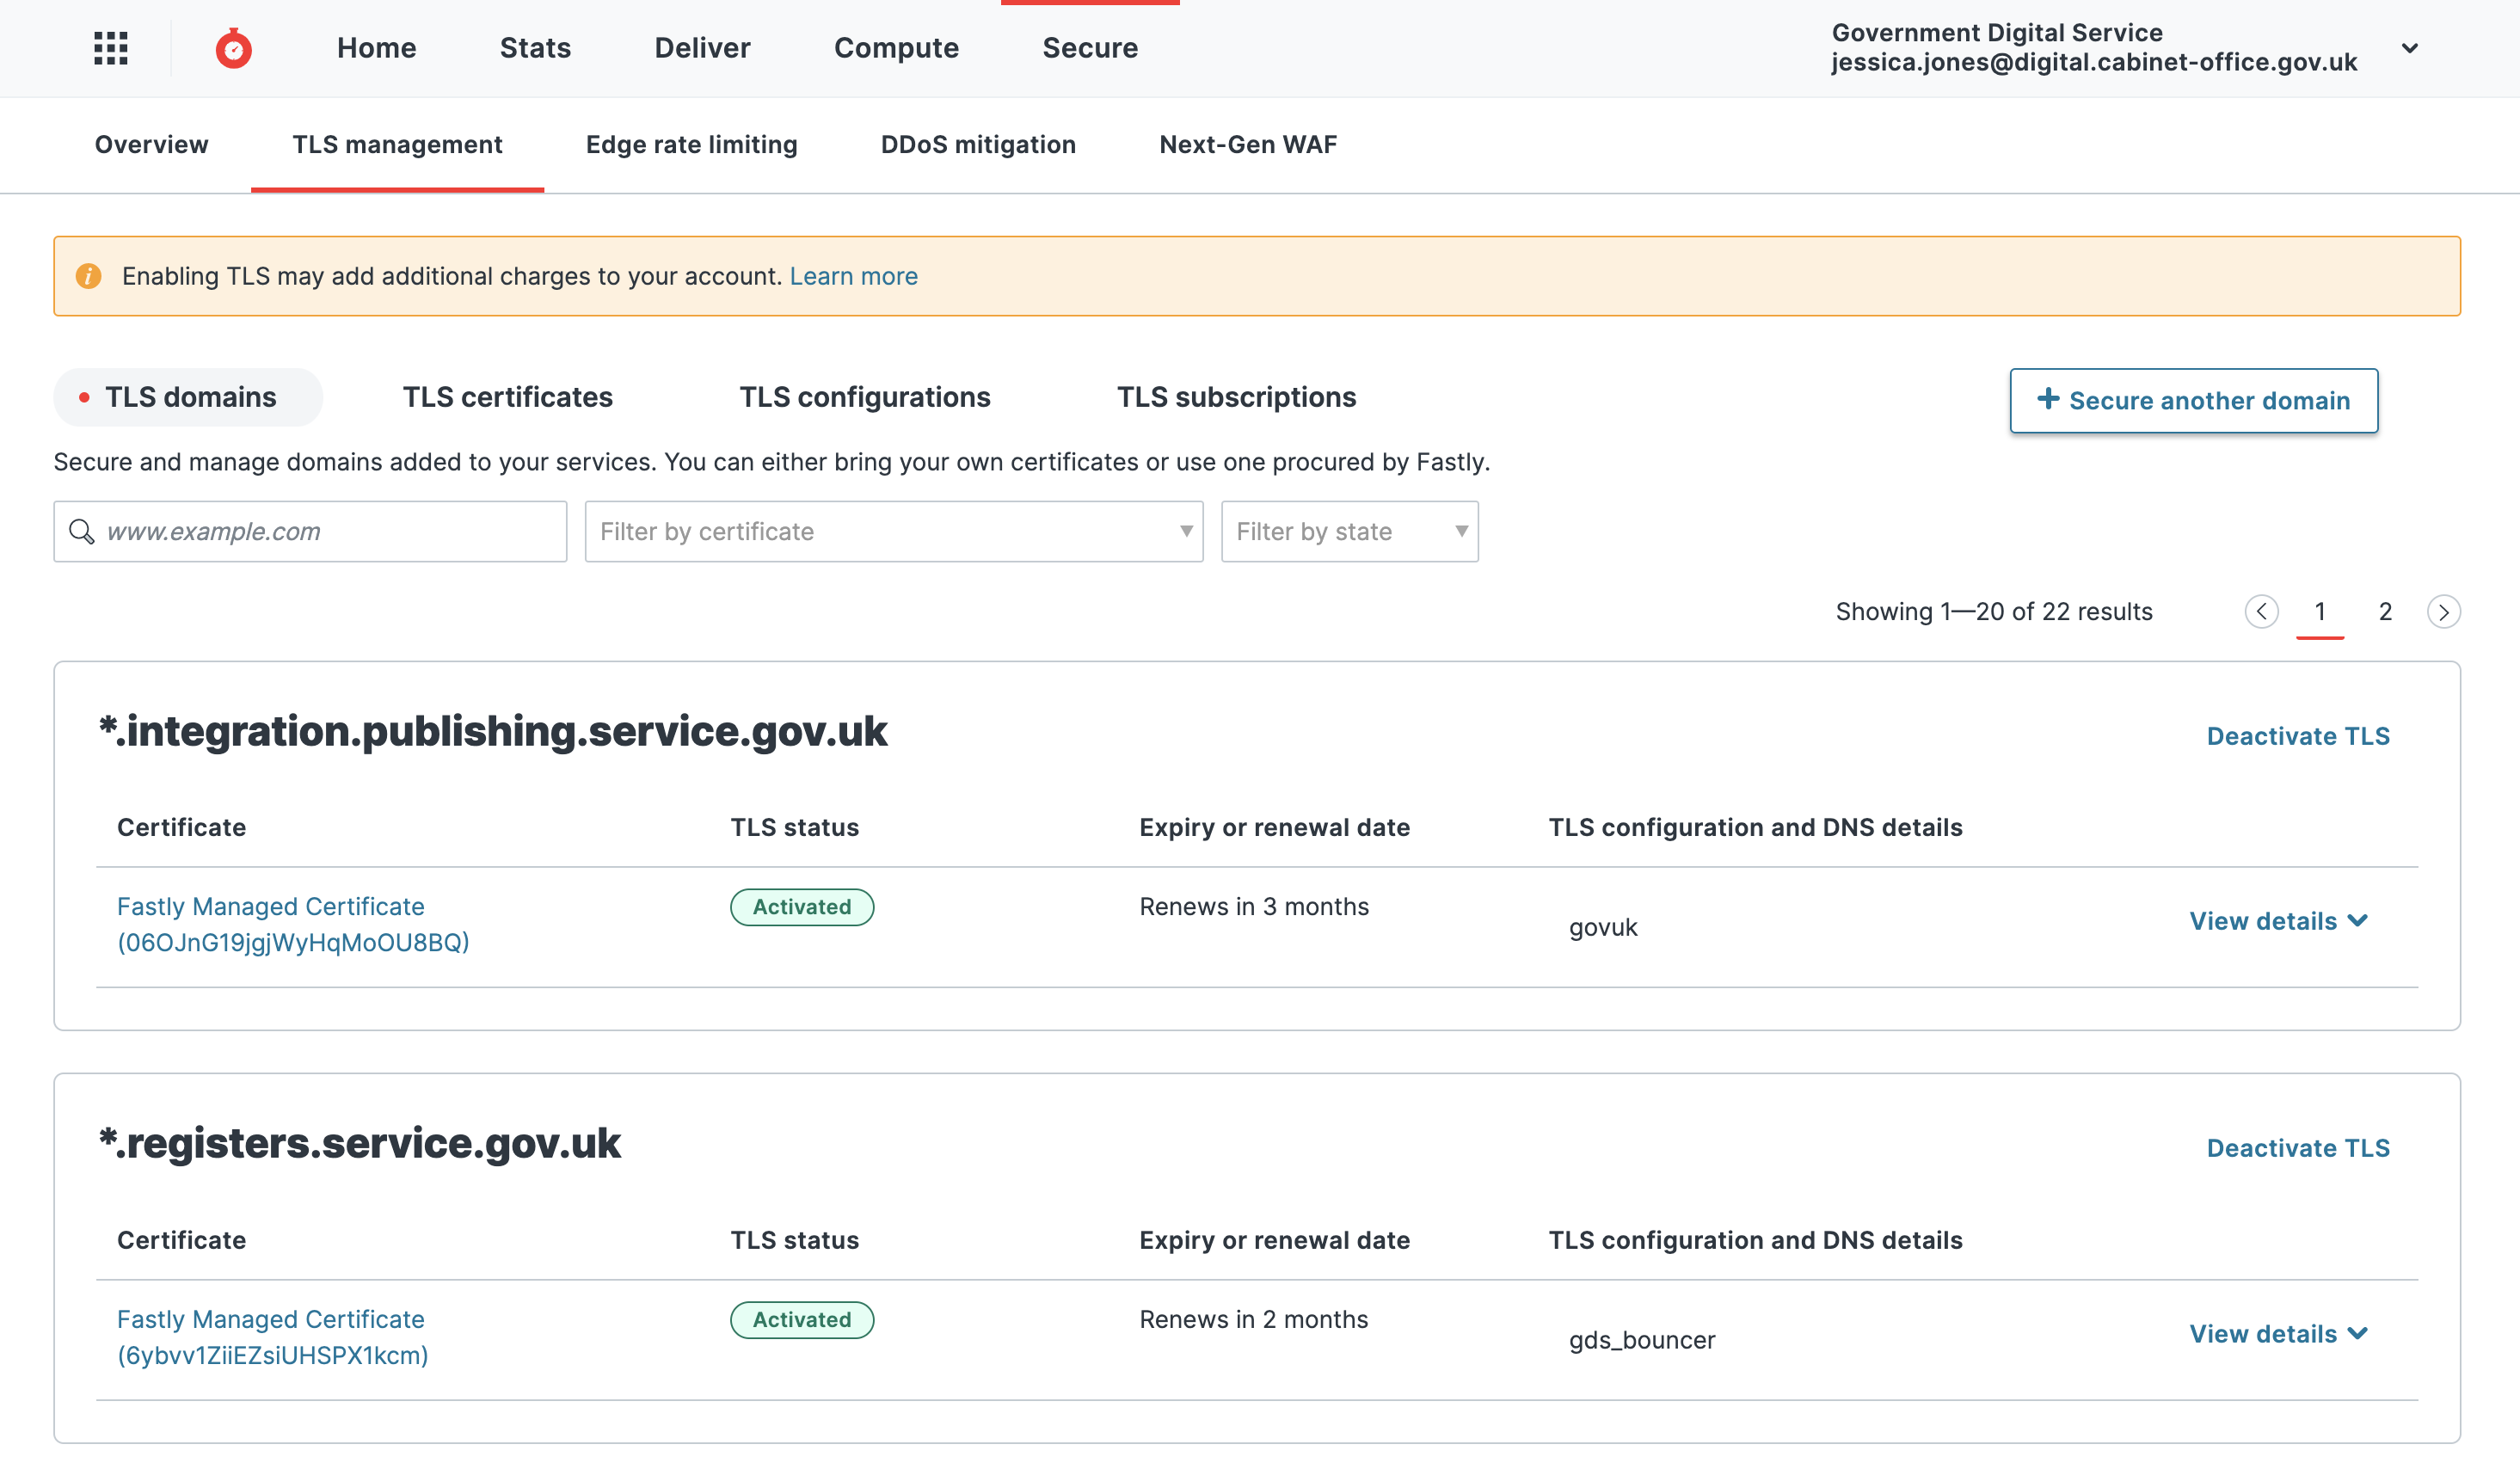 Home Stats Deliver Compute Secure
Government Digital Service
jessica.jones@digital.cabinet-office.gov.uk
Overview TLS management Edge rate limiting DDoS mitigation Next-Gen WAF
Enabling TLS may add additional charges to your account. Learn more
TLS domains TLS certificates TLS configurations TLS subscriptions
+ Secure another domain
Secure and manage domains added to your services. You can either bring your own certificates or use one procured by Fastly.
www.example.com Filter by certificate Filter by state
Showing 1—20 of 22 results 1 2
*.integration.publishing.service.gov.uk
Deactivate TLS
Certificate TLS status Expiry or renewal date TLS configuration and DNS details
Fastly Managed Certificate
(06OJnG19jgjWyHqMoOU8BQ)
Activated
Renews in 3 months
govuk
View details
*.registers.service.gov.uk
Deactivate TLS
Certificate TLS status Expiry or renewal date TLS configuration and DNS details
Fastly Managed Certificate
(6ybvv1ZiiEZsiUHSPX1kcm)
Activated
Renews in 2 months
gds_bouncer
View details